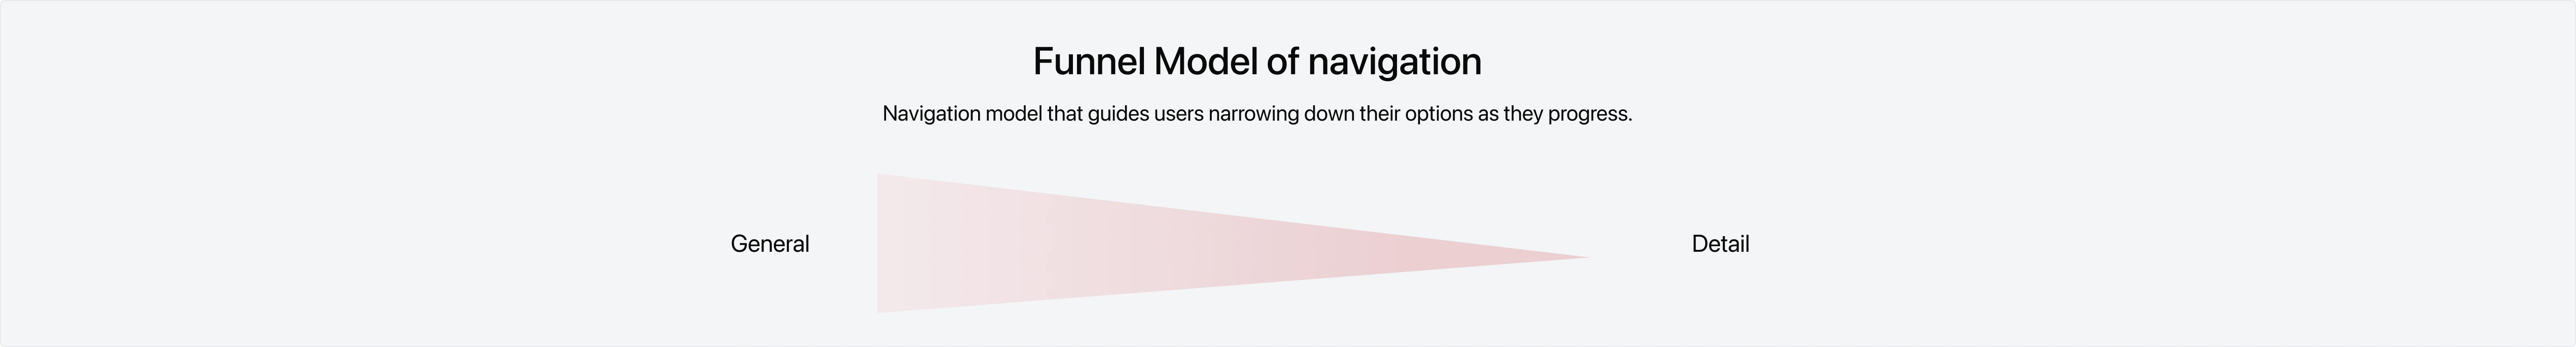 Funnel Model of navigation
Navigation model that guides users narrowing down their options as they progress.
General
Detail